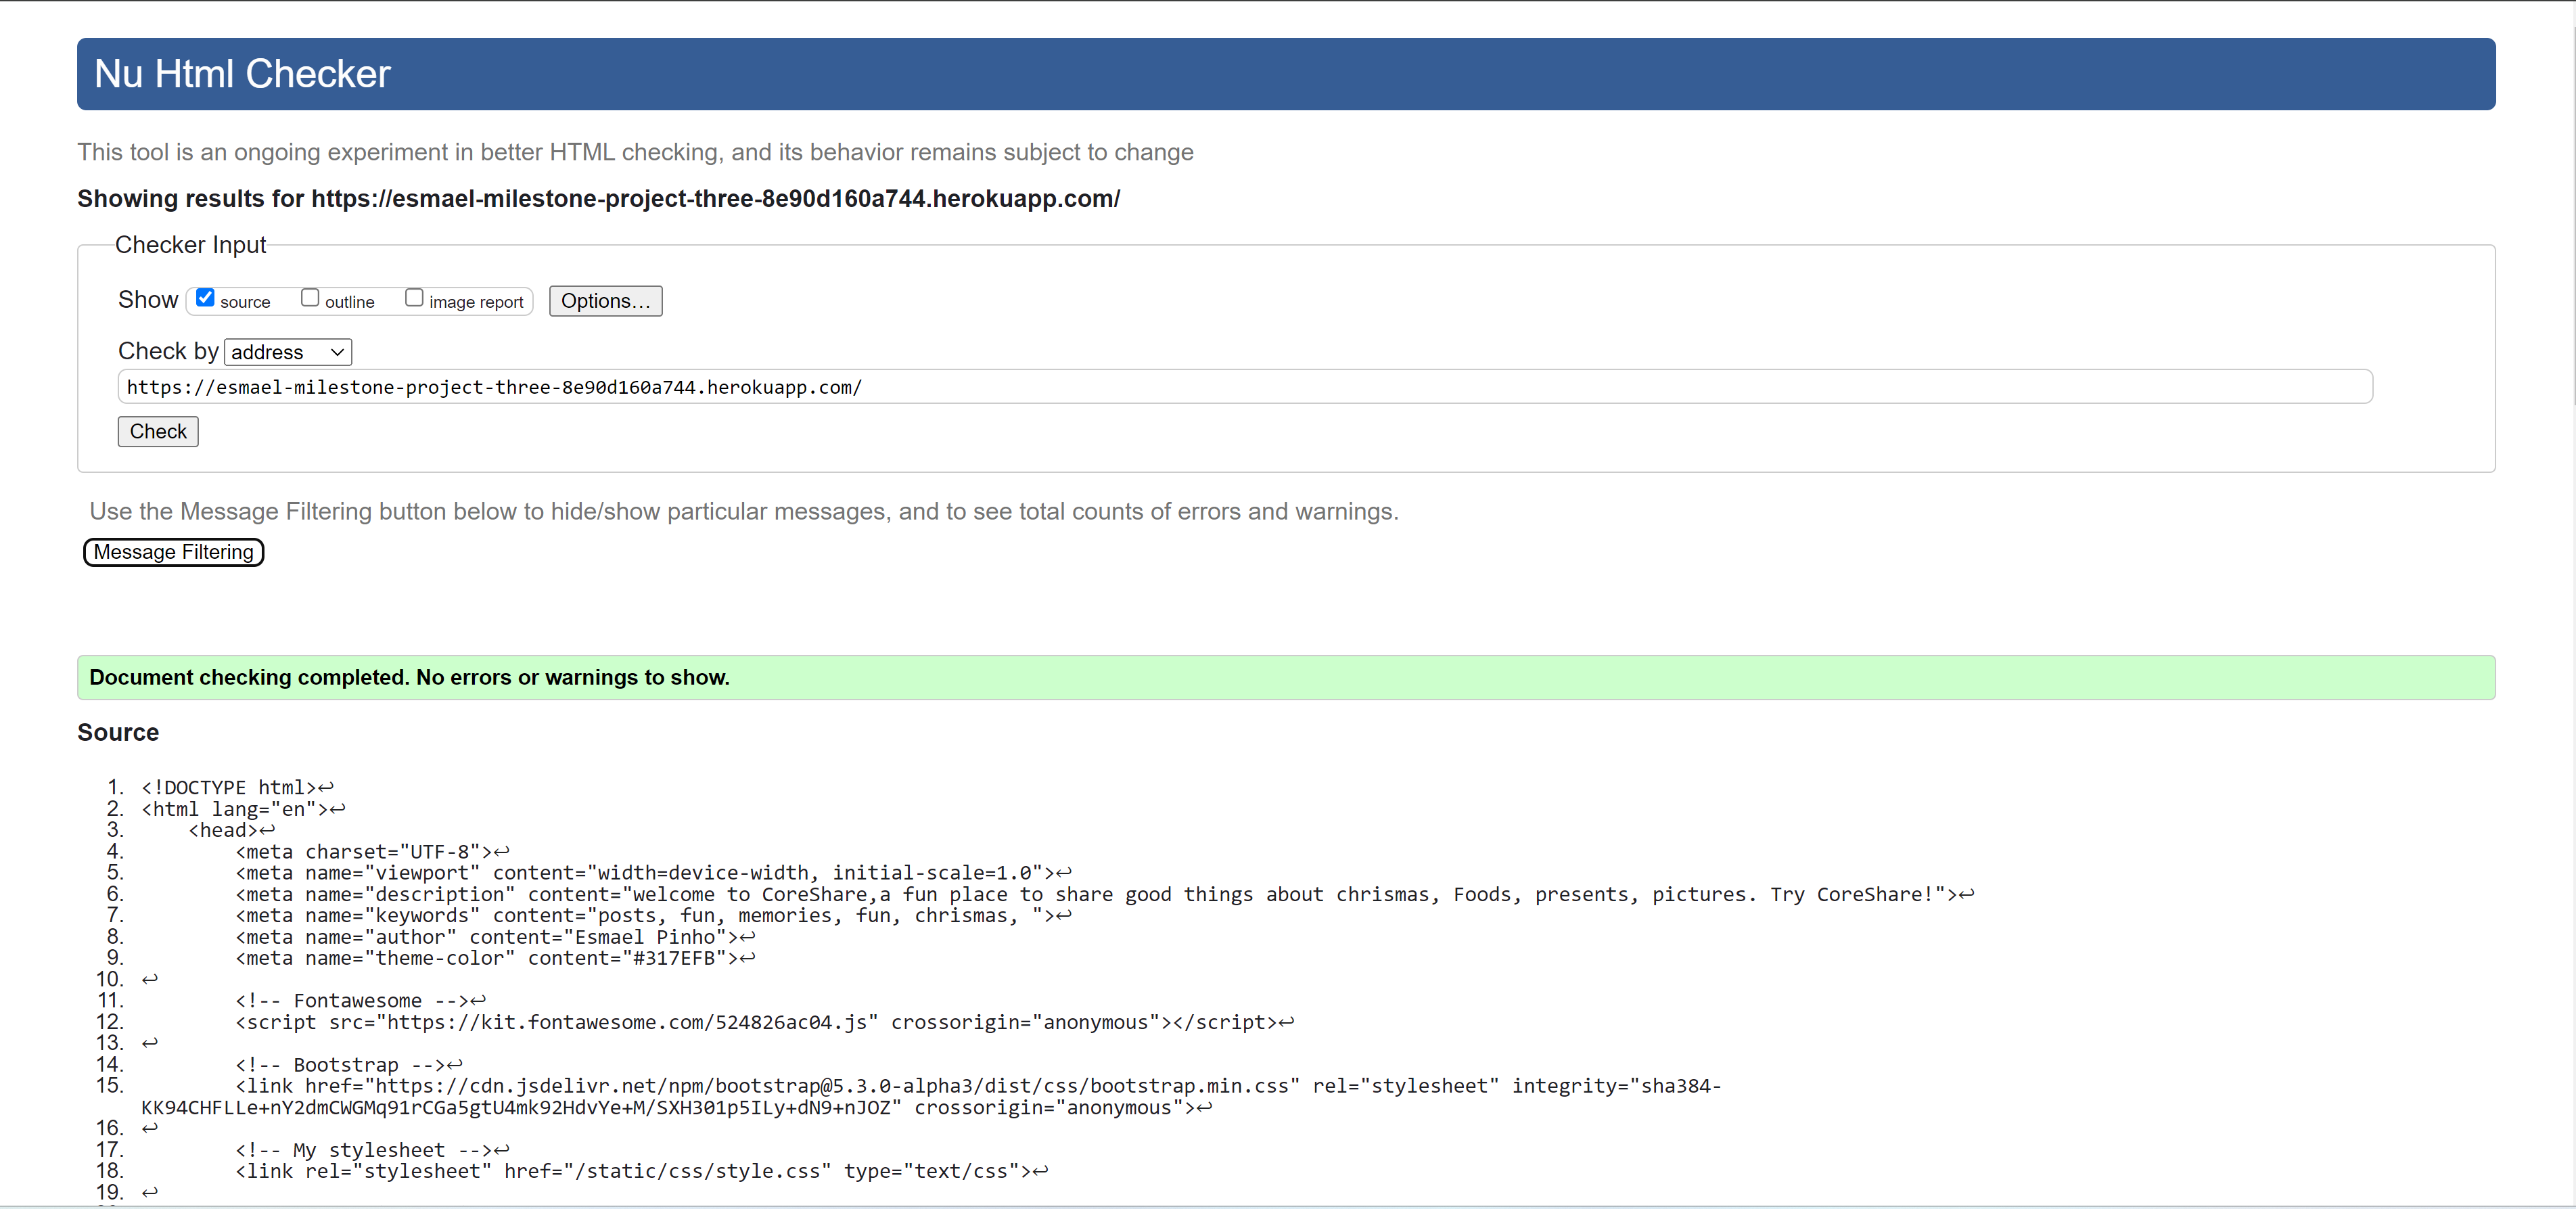 Nu Html Checker
This tool is an ongoing experiment in better HTML checking, and its behavior remains subject to change
Showing results for https://esmael-milestone-project-three-8e90d160a744.herokuapp.com/
Checker Input
Show source outline image report Options...
Check by address
https://esmael-milestone-project-three-8e90d160a744.herokuapp.com/
Check
Use the Message Filtering button below to hide/show particular messages, and to see total counts of errors and warnings.
Message Filtering
Document checking completed. No errors or warnings to show.
Source
1. <!DOCTYPE html>↩
2. <html lang="en">↩
3. <head>↩
4. <meta charset="UTF-8">↩
5. <meta name="viewport" content="width=device-width, initial-scale=1.0">↩
6. <meta name="description" content="welcome to CoreShare,a fun place to share good things about chrismas, Foods, presents, pictures. Try CoreShare!">↩
7. <meta name="keywords" content="posts, fun, memories, fun, chrismas, ">↩
8. <meta name="author" content="Esmael Pinho">↩
9. <meta name="theme-color" content="#317EFB">↩
10. ↩
11. <!-- Fontawesome -->↩
12. <script src="https://kit.fontawesome.com/524826ac04.js" crossorigin="anonymous"></script>↩
13. ↩
14. <!-- Bootstrap -->↩
15. <link href="https://cdn.jsdelivr.net/npm/bootstrap@5.3.0-alpha3/dist/css/bootstrap.min.css" rel="stylesheet" integrity="sha384-
KK94CHFLLe+nY2dmCWGMq91rCGa5gtU4mk92HdvYe+M/SXH301p5ILy+dN9+nJOZ" crossorigin="anonymous">↩
16. ↩
17. <!-- My stylesheet -->↩
18. <link rel="stylesheet" href="/static/css/style.css" type="text/css">↩
19. ↩